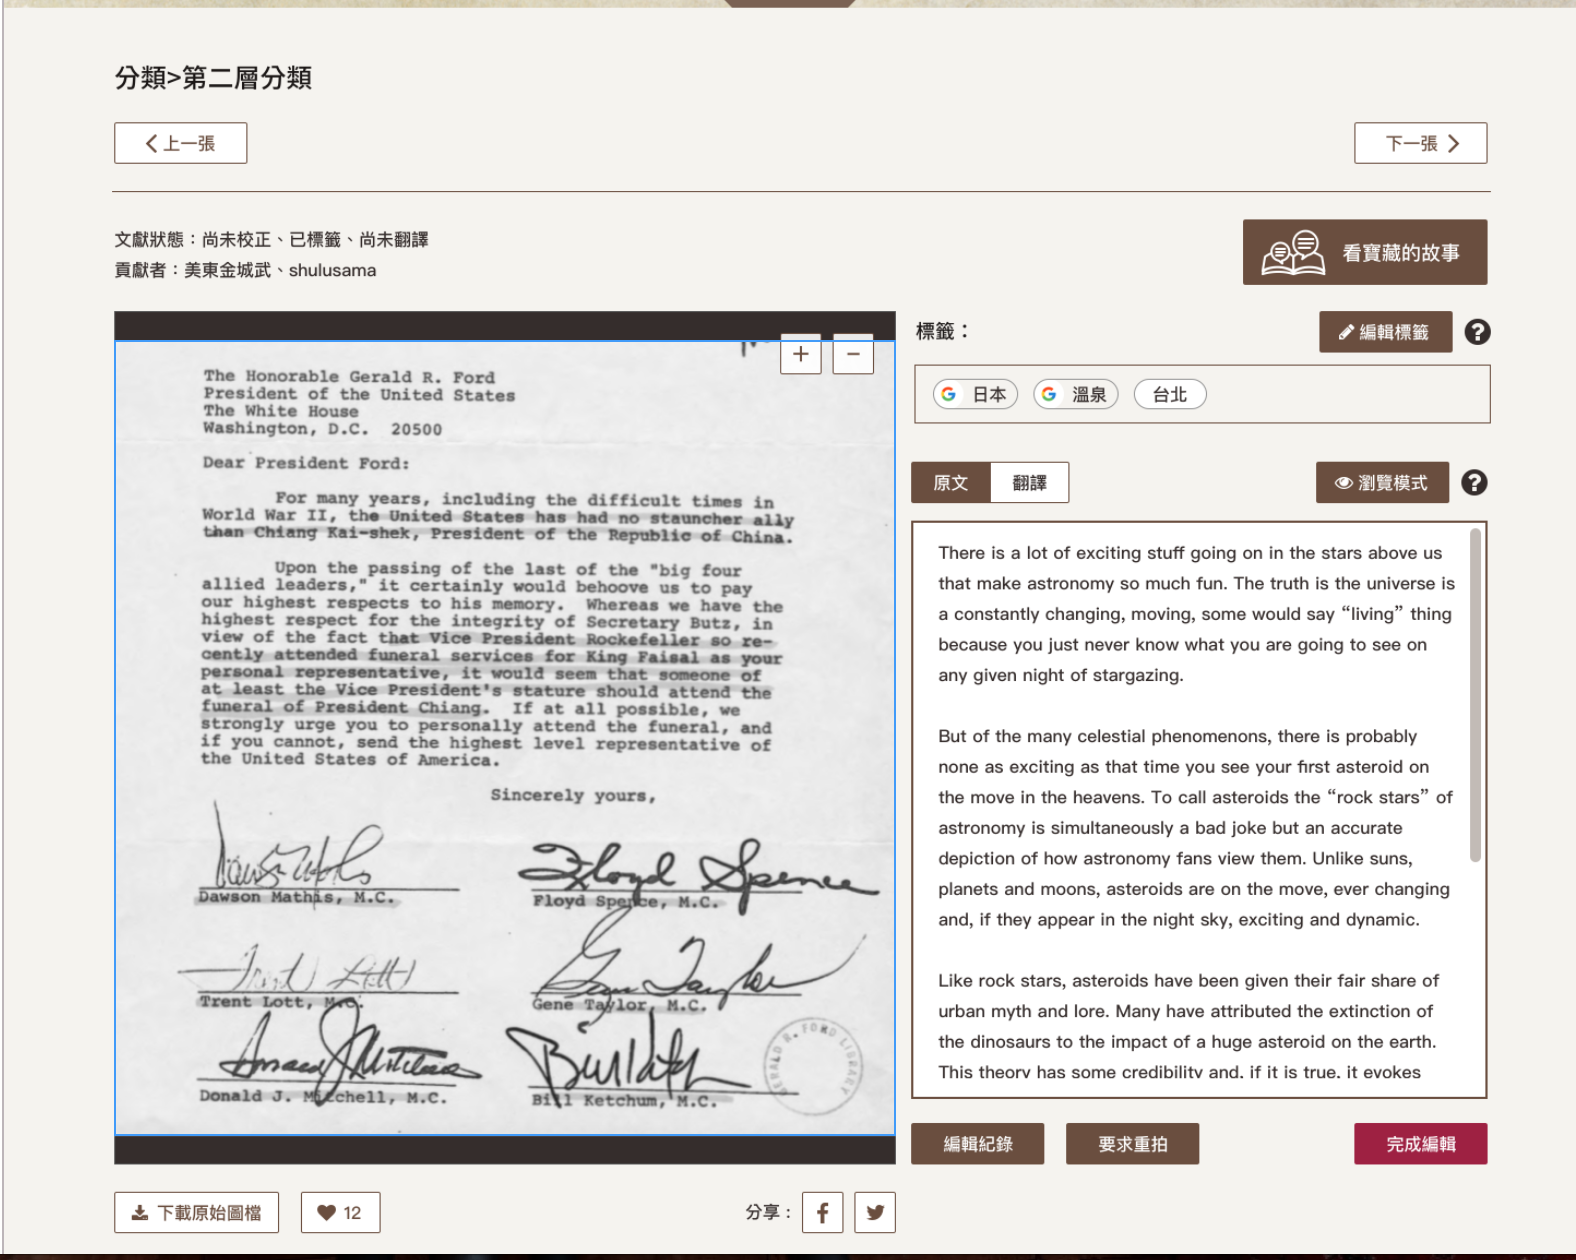 分類>第二層分類
上一張
下一張
文獻狀態：尚未校正、已標籤、尚未翻譯
貢獻者：美東金城武、shulusama
看寶藏的故事
The Honorable Gerald R. Ford
President of the United States
The White House
Washington, D.C. 20500
Dear President Ford:
For many years, including the difficult times in
World War II, the United States has had no stauncher ally
than Chiang Kai-shek, President of the Republic of China.
Upon the passing of the last of the "big four
allied leaders," it certainly would behoove us to pay
our highest respects to his memory. Whereas we have the
highest respect for the integrity of Secretary Butz, in
view of the fact that Vice President Rockefeller so re-
cently attended funeral services for King Faisal as your
personal representative, it would seem that someone of
at least the Vice President's stature should attend the
funeral of President Chiang. If at all possible, we
strongly urge you to personally attend the funeral, and
if you cannot, send the highest level representative of
the United States of America.
Sincerely yours,
Floyd Spence
Dawson Mathis, M.C.
Floyd Spence, M.C.
Trent Lott
Gene Taylor
Trent Lott, M.C.
Gene Taylor, M.C.
Donald J. Mitchell
Bill Ketchum
GERALD R. FORD LIBRARY
Donald J. Mitchell, M.C.
Bill Ketchum, M.C.
標籤：
編輯標籤
日本
溫泉
台北
原文
翻譯
瀏覽模式
There is a lot of exciting stuff going on in the stars above us
that make astronomy so much fun. The truth is the universe is
a constantly changing, moving, some would say “living” thing
because you just never know what you are going to see on
any given night of stargazing.
But of the many celestial phenomenons, there is probably
none as exciting as that time you see your first asteroid on
the move in the heavens. To call asteroids the “rock stars” of
astronomy is simultaneously a bad joke but an accurate
depiction of how astronomy fans view them. Unlike suns,
planets and moons, asteroids are on the move, ever changing
and, if they appear in the night sky, exciting and dynamic.
Like rock stars, asteroids have been given their fair share of
urban myth and lore. Many have attributed the extinction of
the dinosaurs to the impact of a huge asteroid on the earth.
This theory has some credibility and, if it is true, it evokes
編輯紀錄
要求重拍
完成編輯
下載原始圖檔
12
分享：